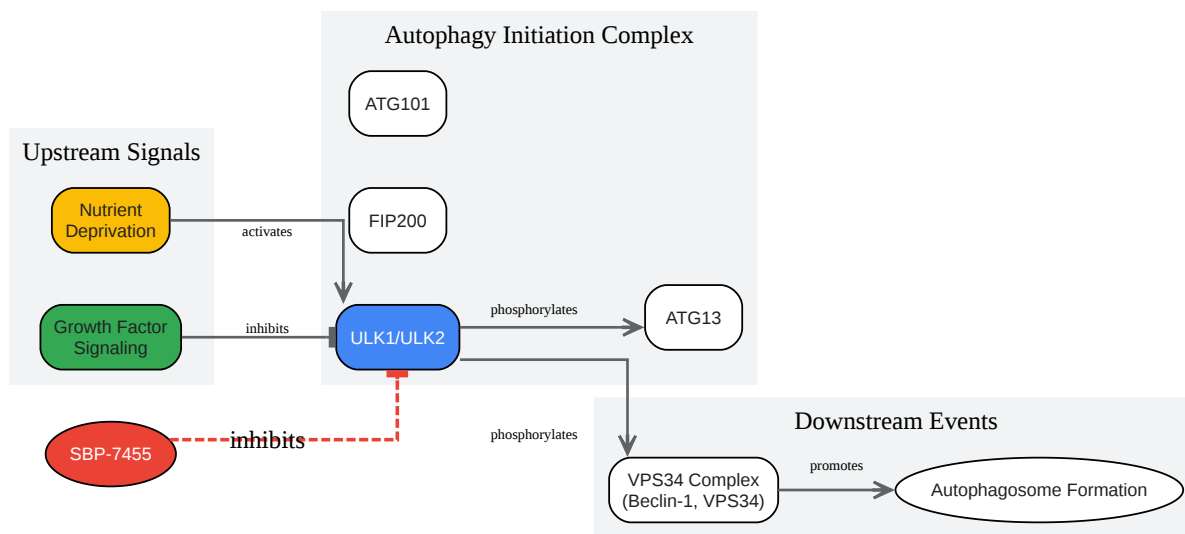 Autophagy Initiation Complex
ATG101
Upstream Signals
Nutrient
Deprivation
activates
FIP200
Growth Factor
Signaling
inhibits
ULK1/ULK2
phosphorylates
ATG13
SBP-7455
inhibits
phosphorylates
Downstream Events
VPS34 Complex
(Beclin-1, VPS34)
promotes
Autophagosome Formation